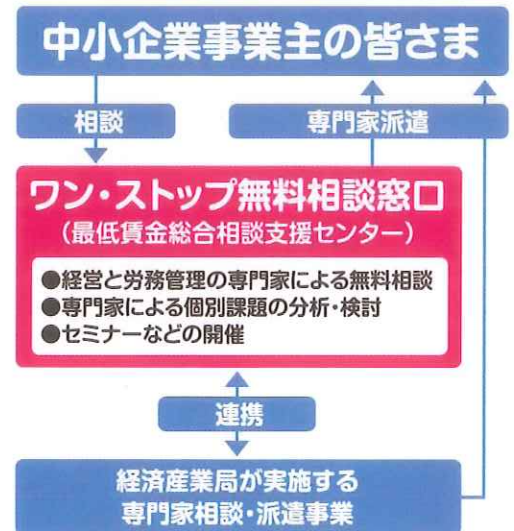 中小企業事業主の皆さま
相談
専門家派遣
ワン・ストップ無料相談窓口
(最低賃金総合相談支援センター)
●経営と労務管理の専門家による無料相談
●専門家による個別課題の分析・検討
●セミナーなどの開催
連携
経済産業局が実施する
専門家相談・派遣事業